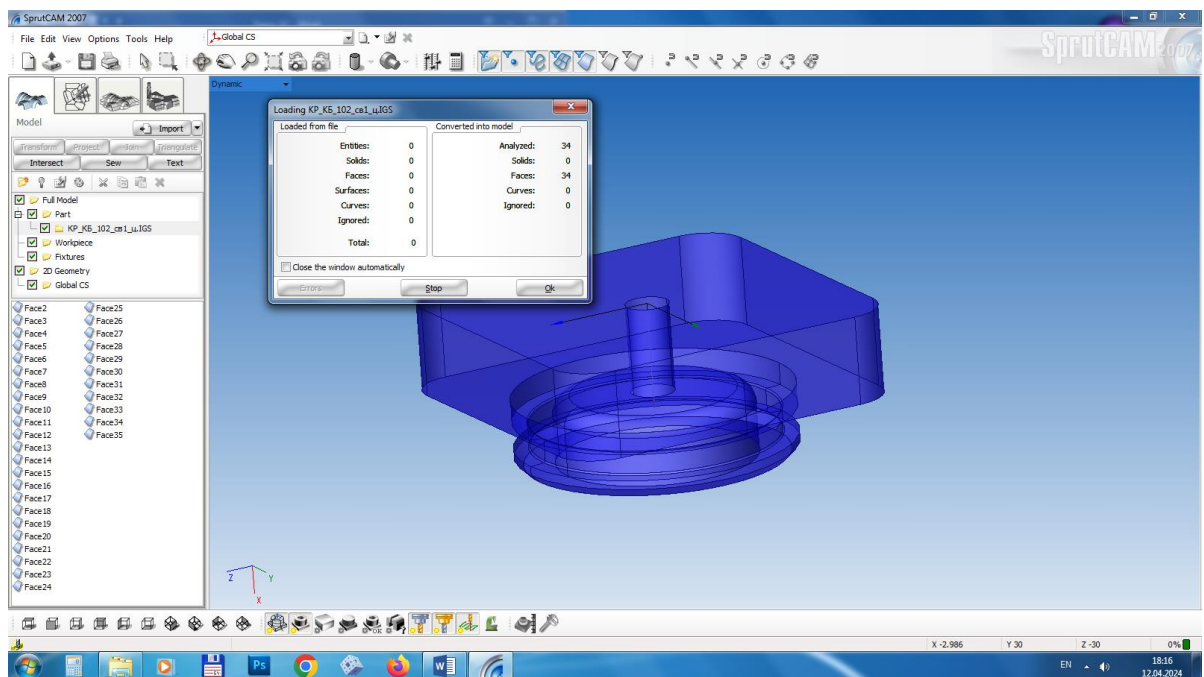 SprutCAM 2007
File Edit View Options Tools Help
Global CS
SprutCAM 2007
Dynamic
Model
Import
Transform Project Join Triangulate
Intersect Sew Text
Full Model
Part
КР_КБ_102_св1_ц.IGS
Workpiece
Fixtures
2D Geometry
Global CS
Face2 Face25
Face3 Face26
Face4 Face27
Face5 Face28
Face6 Face29
Face7 Face30
Face8 Face31
Face9 Face32
Face10 Face33
Face11 Face34
Face12 Face35
Face13
Face14
Face15
Face16
Face17
Face18
Face19
Face20
Face21
Face22
Face23
Face24
Loading КР_КБ_102_св1_ц.IGS
Loaded from file Converted into model
Entities: 0 Analyzed: 34
Solids: 0 Solids: 0
Faces: 0 Faces: 34
Surfaces: 0 Curves: 0
Curves: 0 Ignored: 0
Ignored: 0
Total: 0
Close the window automatically
Errors Stop Ok
Z Y
X
X -2.986 Y 30 Z -30 0%
Ps W EN 18:16
12.04.2024